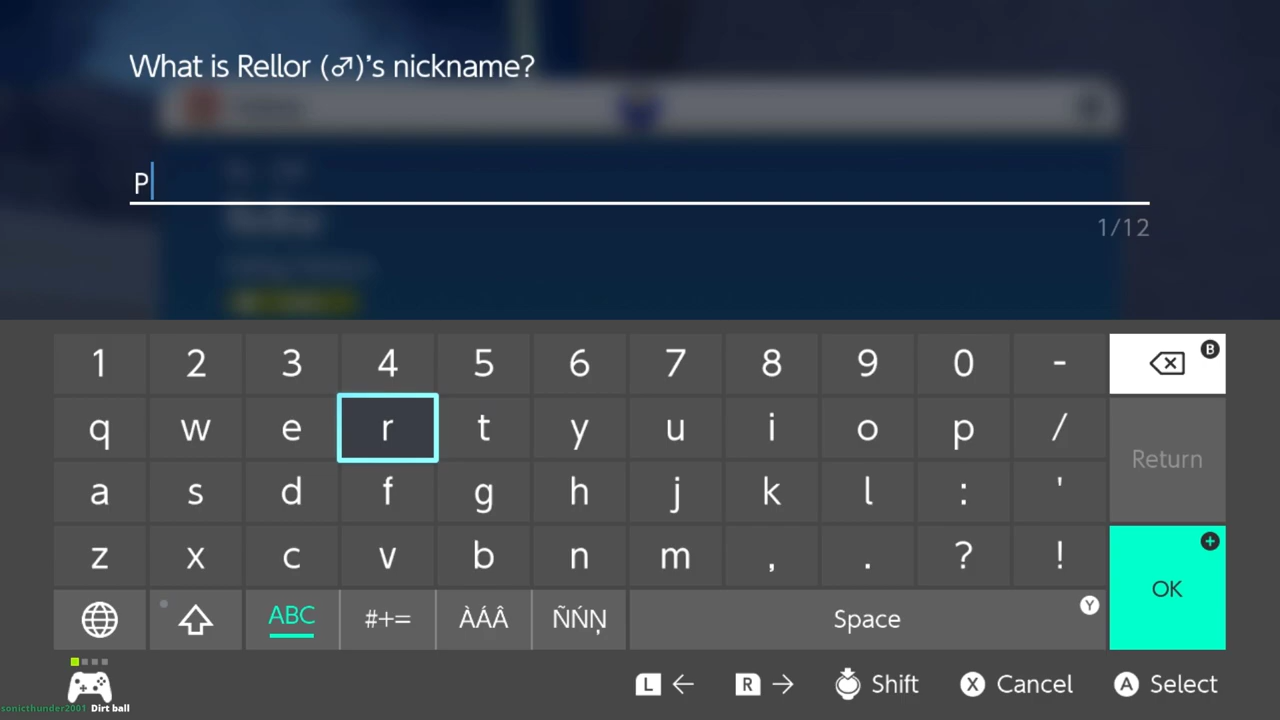 What is Rellor (♂)'s nickname?
P
1/12
1 2 3 4 5 6 7 8 9 0 - B
q w e r t y u i o p /
Return
a s d f g h j k l : '
z x c v b n m , . ? ! +
OK
ABC #+= ÀÁÂ ÑŃŅ Space Y
L ← R → Shift X Cancel A Select
sonicthunder2001 Dirt ball